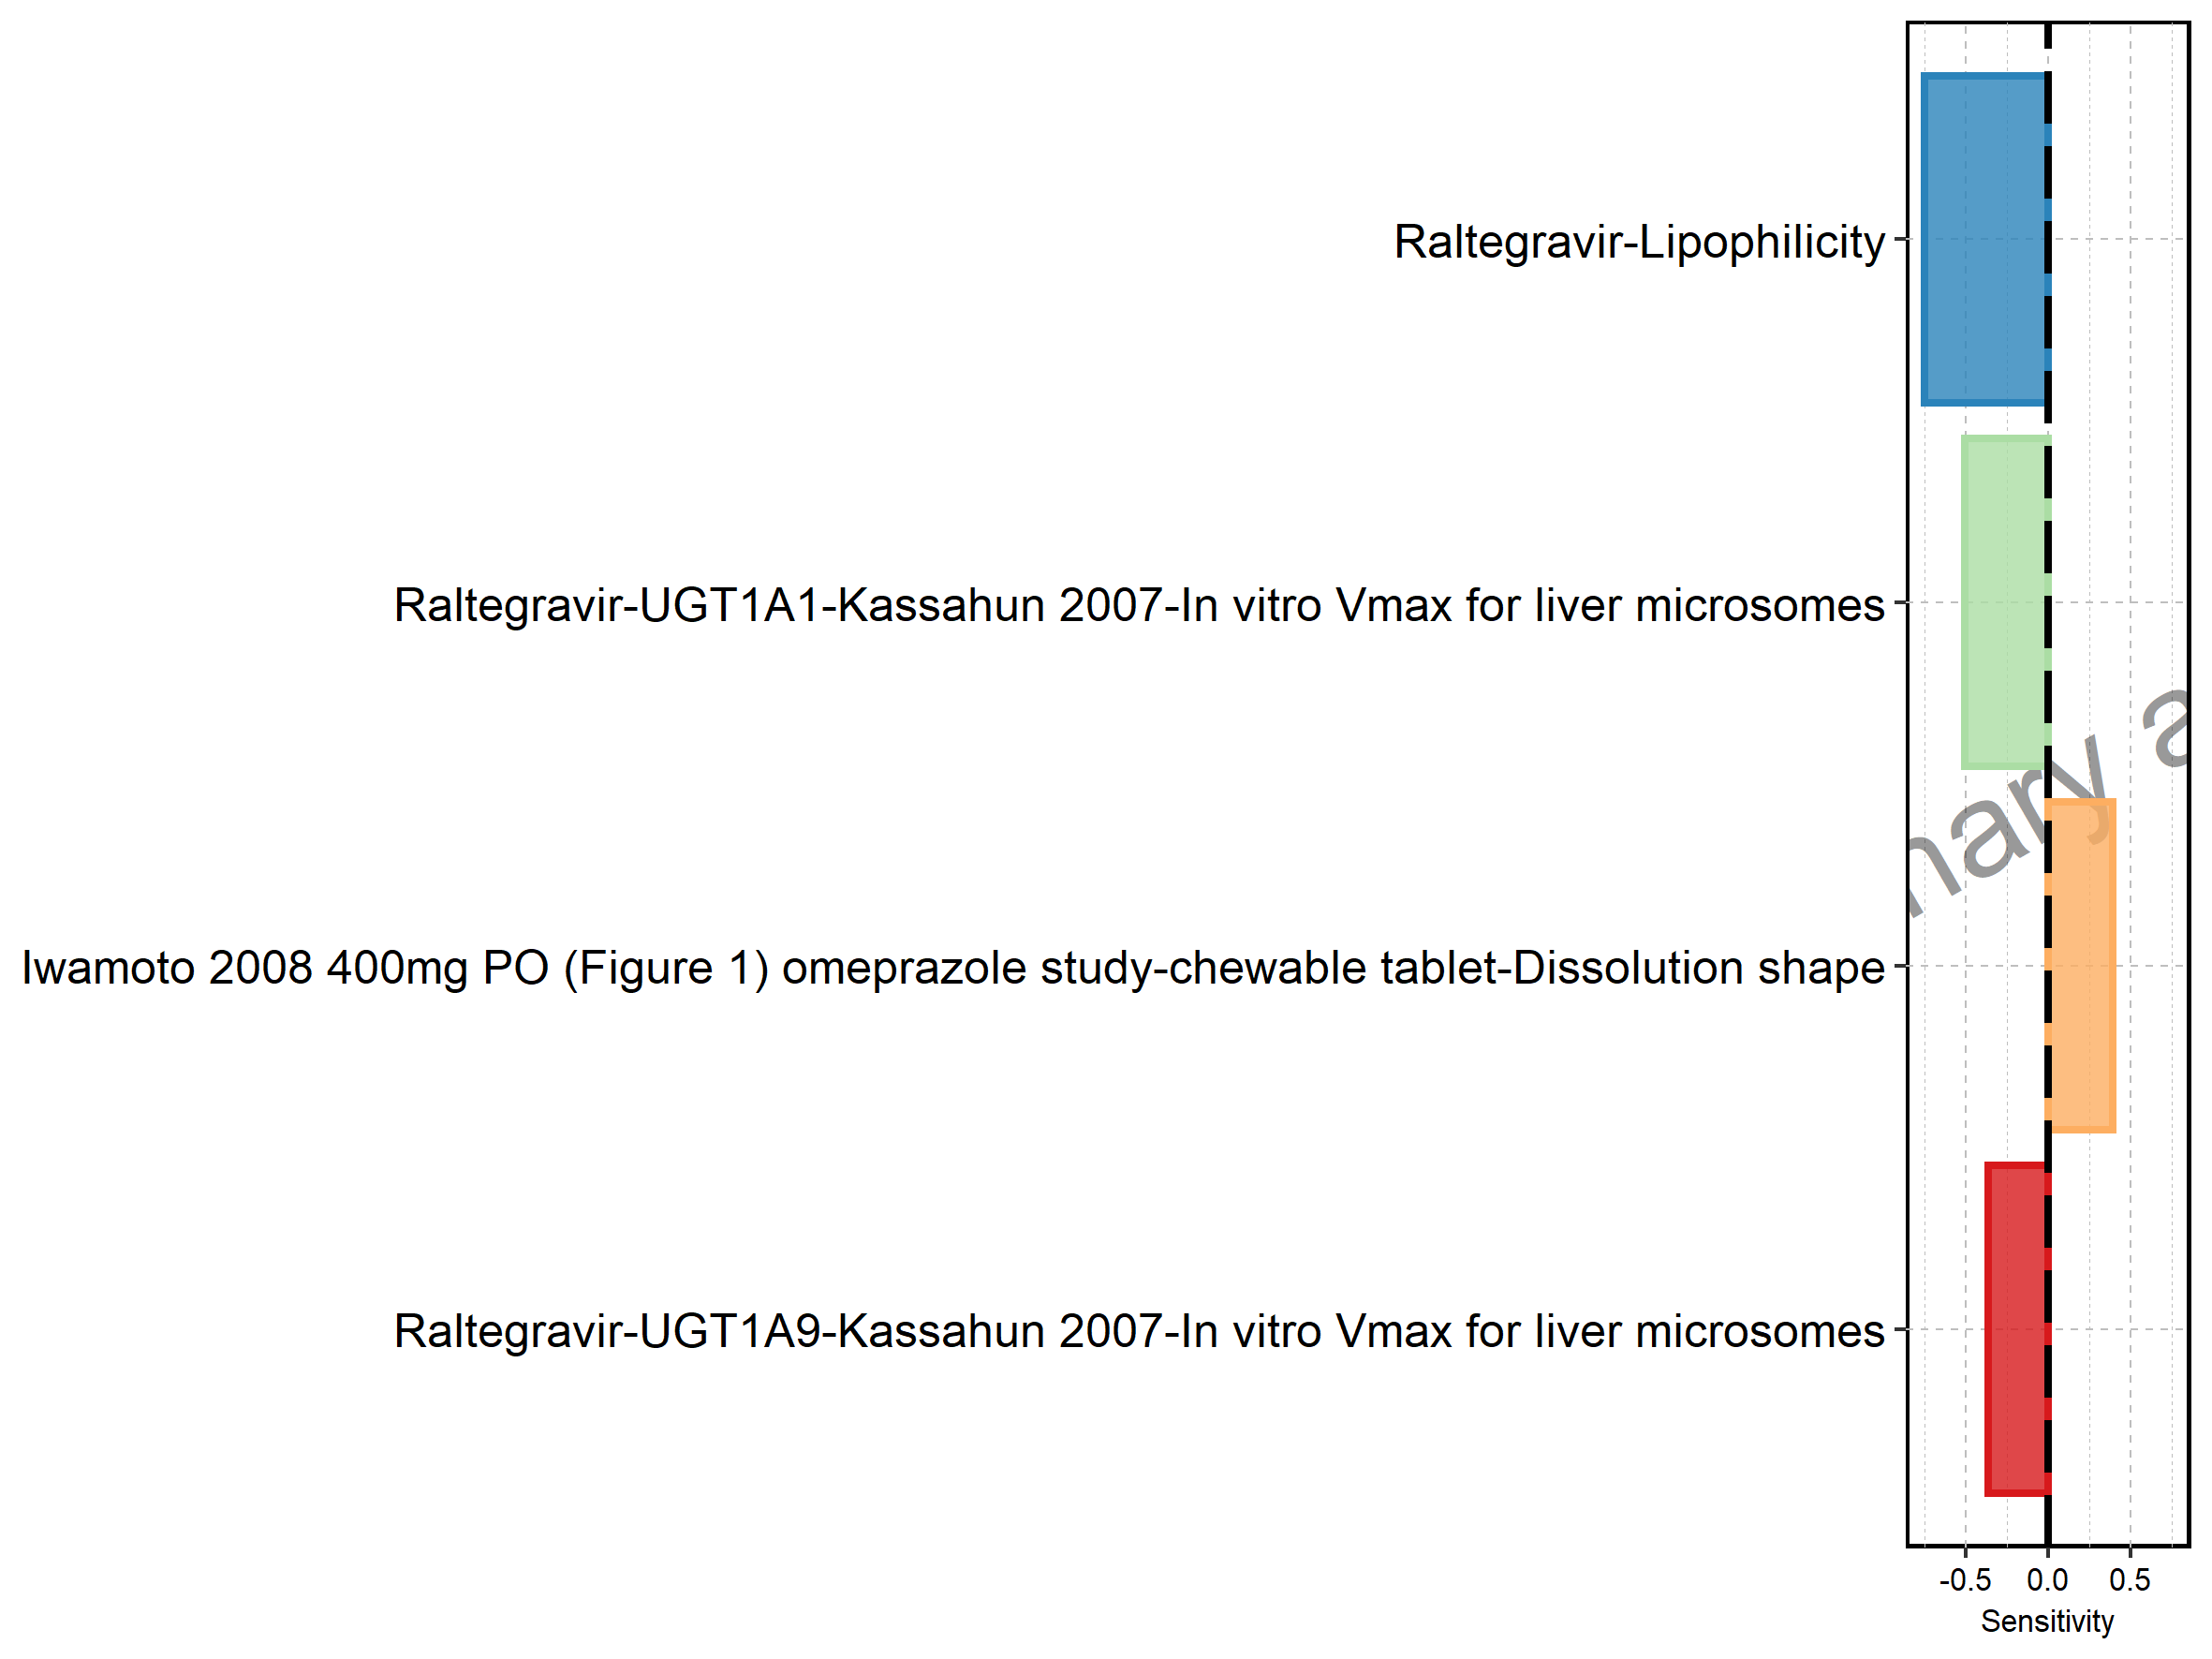 Raltegravir-Lipophilicity
Raltegravir-UGT1A1-Kassahun 2007-In vitro Vmax for liver microsomes
Iwamoto 2008 400mg PO (Figure 1) omeprazole study-chewable tablet-Dissolution shape
Raltegravir-UGT1A9-Kassahun 2007-In vitro Vmax for liver microsomes
-0.5 0.0 0.5
Sensitivity